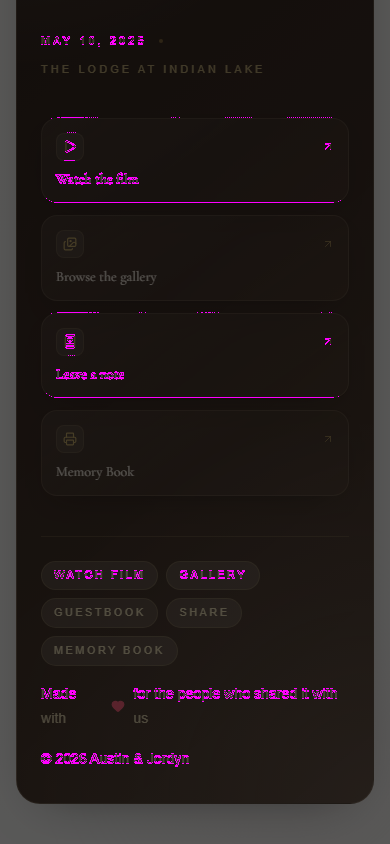 MAY 10, 2025 •
THE LODGE AT INDIAN LAKE
Watch the film
Browse the gallery
Leave a note
Memory Book
WATCH FILM GALLERY
GUESTBOOK SHARE
MEMORY BOOK
Made for the people who shared it with
with us
© 2026 Austin & Jordyn